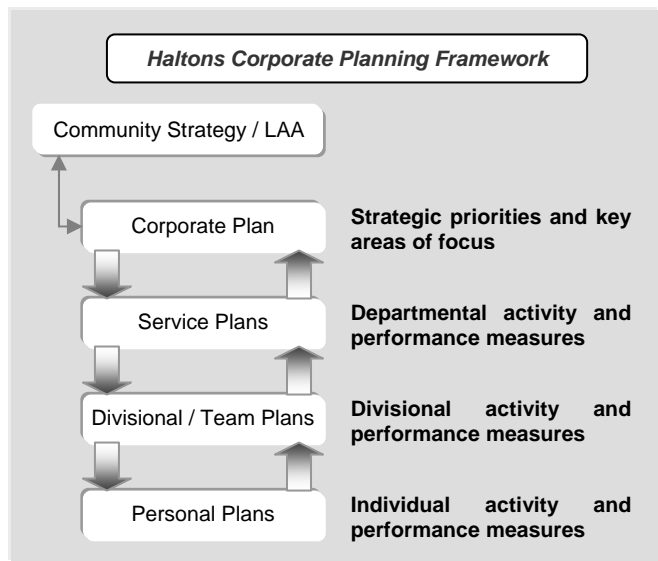 Haltons Corporate Planning Framework
Community Strategy / LAA
Corporate Plan
Strategic priorities and key
areas of focus
Service Plans
Departmental activity and
performance measures
Divisional / Team Plans
Divisional activity and
performance measures
Personal Plans
Individual activity and
performance measures